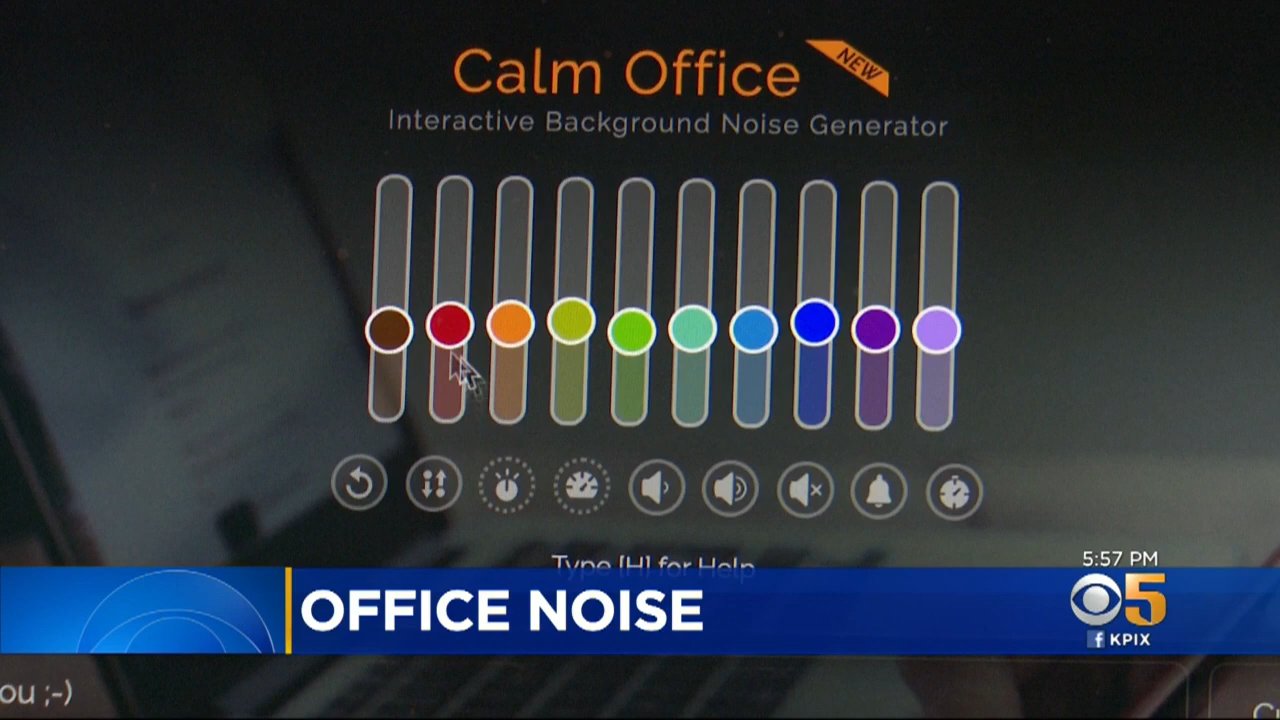 Calm Office
NEW
Interactive Background Noise Generator
Type [H] for Help
5:57 PM
OFFICE NOISE
5
KPIX
ou ;-)